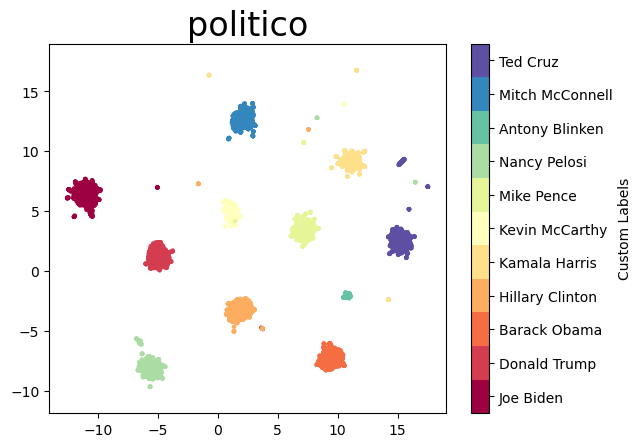 politico
Ted Cruz
Mitch McConnell
Antony Blinken
Nancy Pelosi
Mike Pence
Kevin McCarthy
Kamala Harris
Hillary Clinton
Barack Obama
Donald Trump
Joe Biden
Custom Labels
15
10
5
0
−5
−10
−10
−5
0
5
10
15